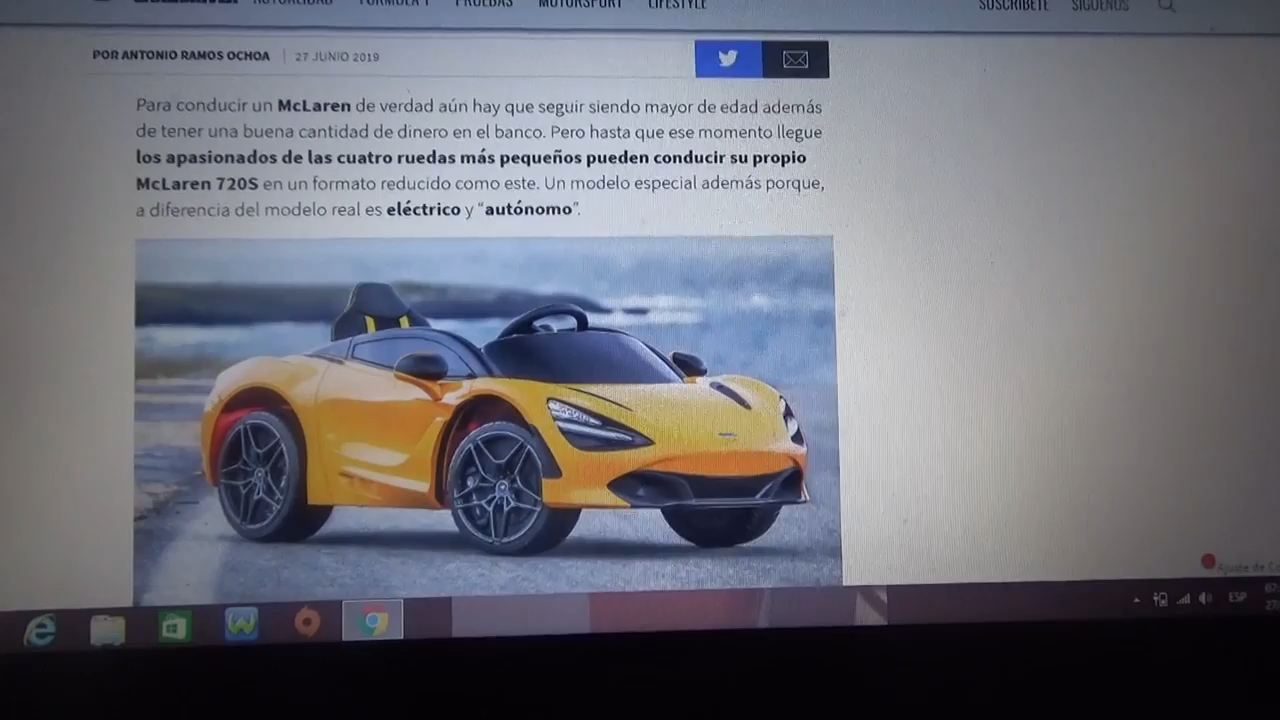 ACTUALIDAD FÓRMULA 1 PRUEBAS MOTORSPORT LIFESTYLE SUSCRÍBETE SÍGUENOS
POR ANTONIO RAMOS OCHOA 27 JUNIO 2019
Para conducir un McLaren de verdad aún hay que seguir siendo mayor de edad además
de tener una buena cantidad de dinero en el banco. Pero hasta que ese momento llegue
los apasionados de las cuatro ruedas más pequeños pueden conducir su propio
McLaren 720S en un formato reducido como este. Un modelo especial además porque,
a diferencia del modelo real es eléctrico y “autónomo”.
Ajuste de
ESP